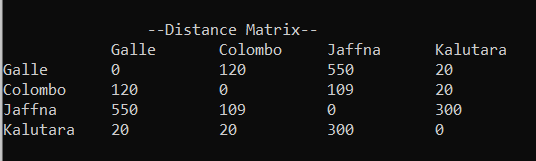 --Distance Matrix--
Galle Colombo Jaffna Kalutara
Galle 0 120 550 20
Colombo 120 0 109 20
Jaffna 550 109 0 300
Kalutara 20 20 300 0